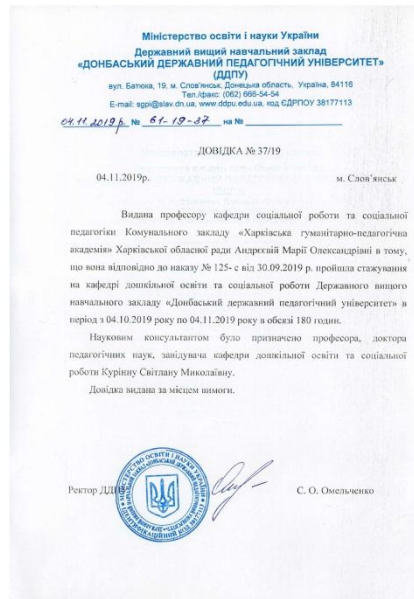 Міністерство освіти і науки України
Державний вищий навчальний заклад
«ДОНБАСЬКИЙ ДЕРЖАВНИЙ ПЕДАГОГІЧНИЙ УНІВЕРСИТЕТ»
(ДДПУ)
вул. Батюка, 19, м. Слов'янськ, Донецька область, Україна, 84116
Тел./факс: (062) 666-54-54
E-mail: sgpi@slav.dn.ua, www.ddpu.edu.ua, код ЄДРПОУ 38177113
04.11.2019 р. № 61-19-37 на №
ДОВІДКА № 37/19
04.11.2019р. м. Слов'янськ
Видана професору кафедри соціальної роботи та соціальної
педагогіки Комунального закладу «Харківська гуманітарно-педагогічна
академія» Харківської обласної ради Андрєєвій Марії Олександрівні в тому,
що вона відповідно до наказу № 125- с від 30.09.2019 р. пройшла стажування
на кафедрі дошкільної освіти та соціальної роботи Державного вищого
навчального закладу «Донбаський державний педагогічний університет» в
період з 04.10.2019 року по 04.11.2019 року в обсязі 180 годин.
Науковим консультантом було призначено професора, доктора
педагогічних наук, завідувача кафедри дошкільної освіти та соціальної
роботи Курінну Світлану Миколаївну.
Довідка видана за місцем вимоги.
Ректор С. О. Омельченко